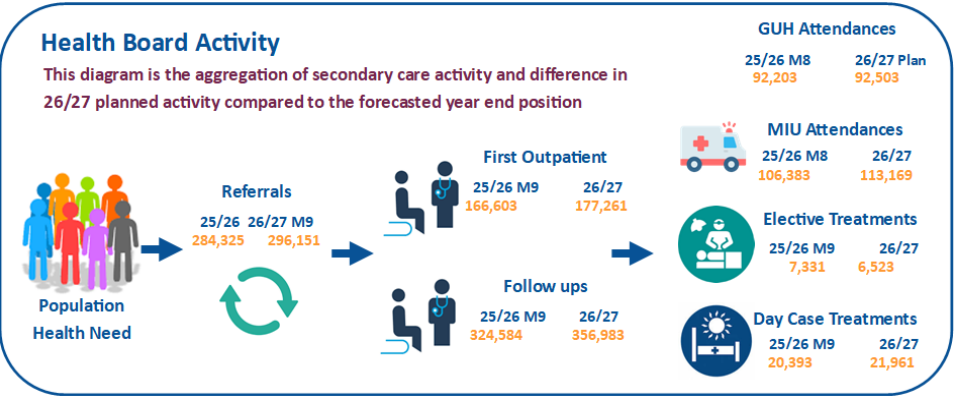 Health Board Activity
This diagram is the aggregation of secondary care activity and difference in
26/27 planned activity compared to the forecasted year end position
Population
Health Need
Referrals
25/26 26/27 M9
284,325 296,151
First Outpatient
25/26 M9 26/27
166,603 177,261
Follow ups
25/26 M9 26/27
324,584 356,983
GUH Attendances
25/26 M8 26/27 Plan
92,203 92,503
MIU Attendances
25/26 M8 26/27
106,383 113,169
Elective Treatments
25/26 M9 26/27
7,331 6,523
Day Case Treatments
25/26 M9 26/27
20,393 21,961